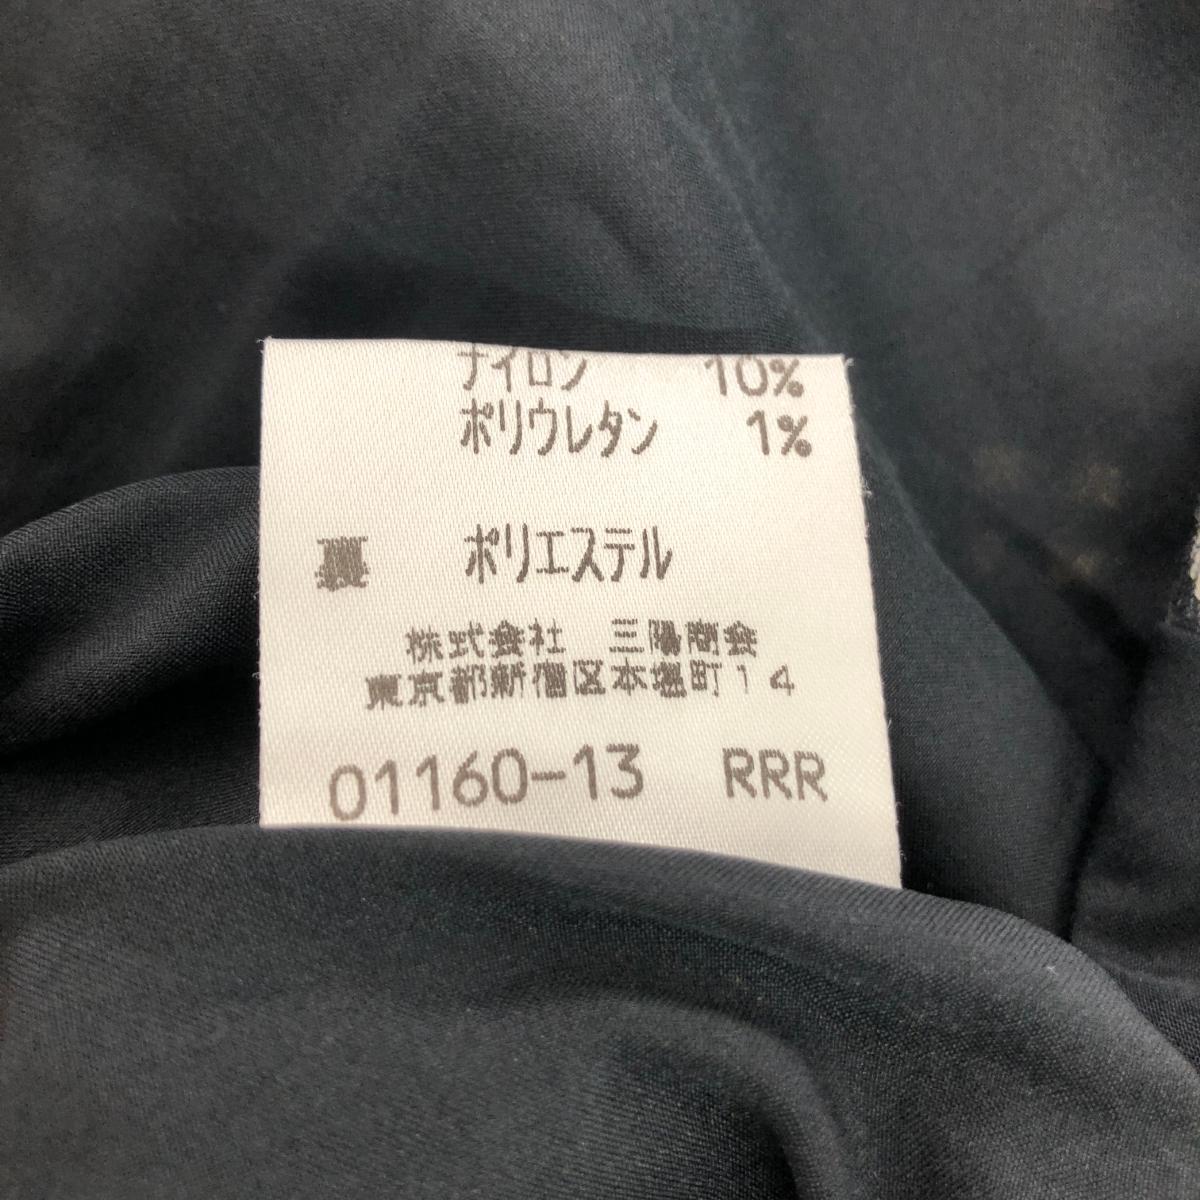 ナイロン 10%
ポリウレタン 1%
裏 ポリエステル
株式会社 三陽商会
東京都新宿区本塩町14
01160-13 RRR